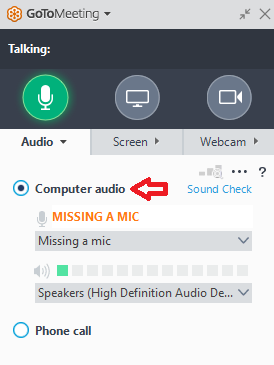 GoToMeeting
Talking:
Audio Screen Webcam
... ?
Computer audio Sound Check
MISSING A MIC
Missing a mic
Speakers (High Definition Audio De...
Phone call